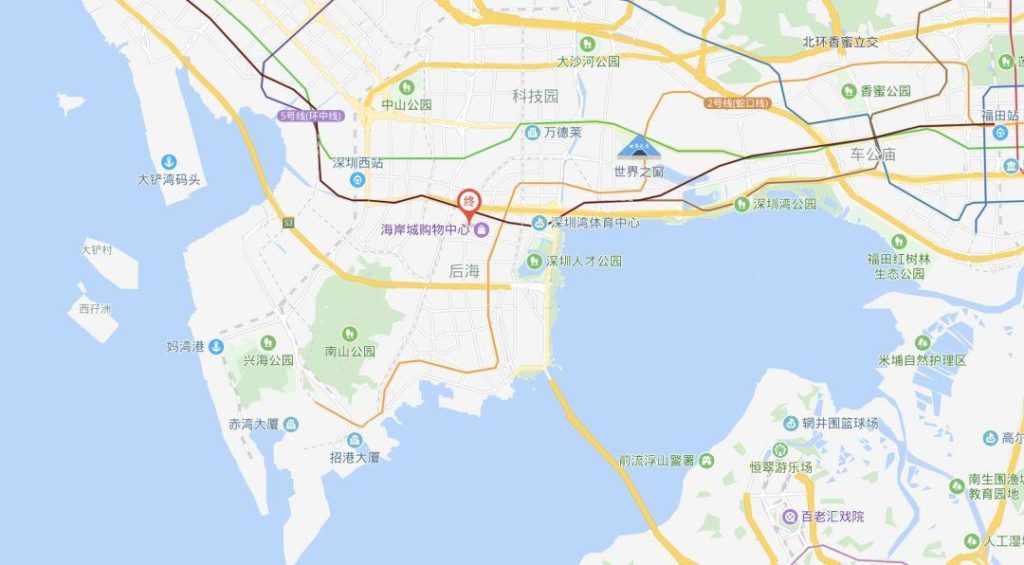 北环香蜜立交
大沙河公园
中山公园
科技园
香蜜公园
2号线(蛇口线)
5号线(环中线)
福田站
万德莱
车公庙
深圳西站
世界之窗
大铲湾码头
终
深圳湾公园
海岸城购物中心
深圳湾体育中心
S3
大铲村
后海
深圳人才公园
福田红树林
生态公园
西孖洲
妈湾港
兴海公园
南山公园
米埔自然护理区
赤湾大厦
招港大厦
辋井围篮球场
前流浮山警署
恒翠游乐场
高尔
南生围渔塘
教育园地
百老汇戏院
人工湿地